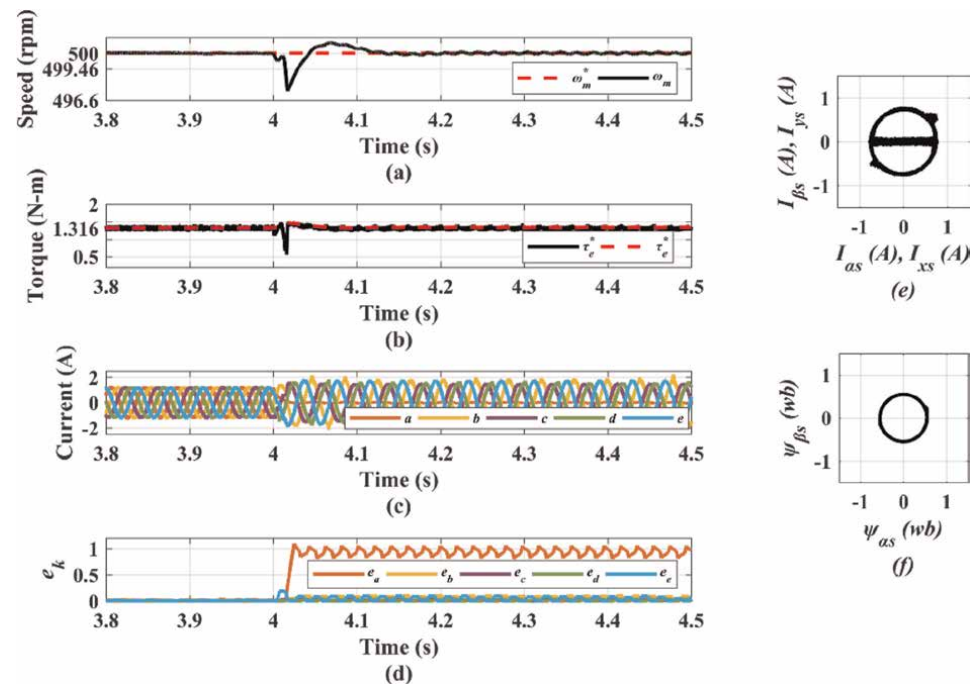 Speed (rpm)
500
499.46
496.6
ω*m ωm
3.8 3.9 4 4.1 4.2 4.3 4.4 4.5
Time (s)
(a)
Torque (N-m)
2
1.316
0.5
τ*e τ*e
3.8 3.9 4 4.1 4.2 4.3 4.4 4.5
Time (s)
(b)
Current (A)
2
0
-2
a b c d e
3.8 3.9 4 4.1 4.2 4.3 4.4 4.5
Time (s)
(c)
ek
1
0.5
0
ea eb ec ed ee
3.8 3.9 4 4.1 4.2 4.3 4.4 4.5
Time (s)
(d)
Iβs (A), Iys (A)
1
0
-1
-1 0 1
Iαs (A), Ixs (A)
(e)
ψβs (wb)
1
0
-1
-1 0 1
ψαs (wb)
(f)